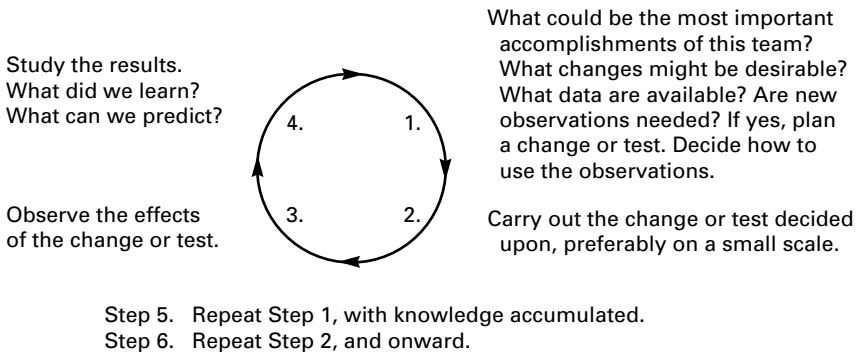 What could be the most important
accomplishments of this team?
What changes might be desirable?
What data are available? Are new
observations needed? If yes, plan
a change or test. Decide how to
use the observations.
1.
Carry out the change or test decided
upon, preferably on a small scale.
2.
Observe the effects
of the change or test.
3.
Study the results.
What did we learn?
What can we predict?
4.
Step 5. Repeat Step 1, with knowledge accumulated.
Step 6. Repeat Step 2, and onward.